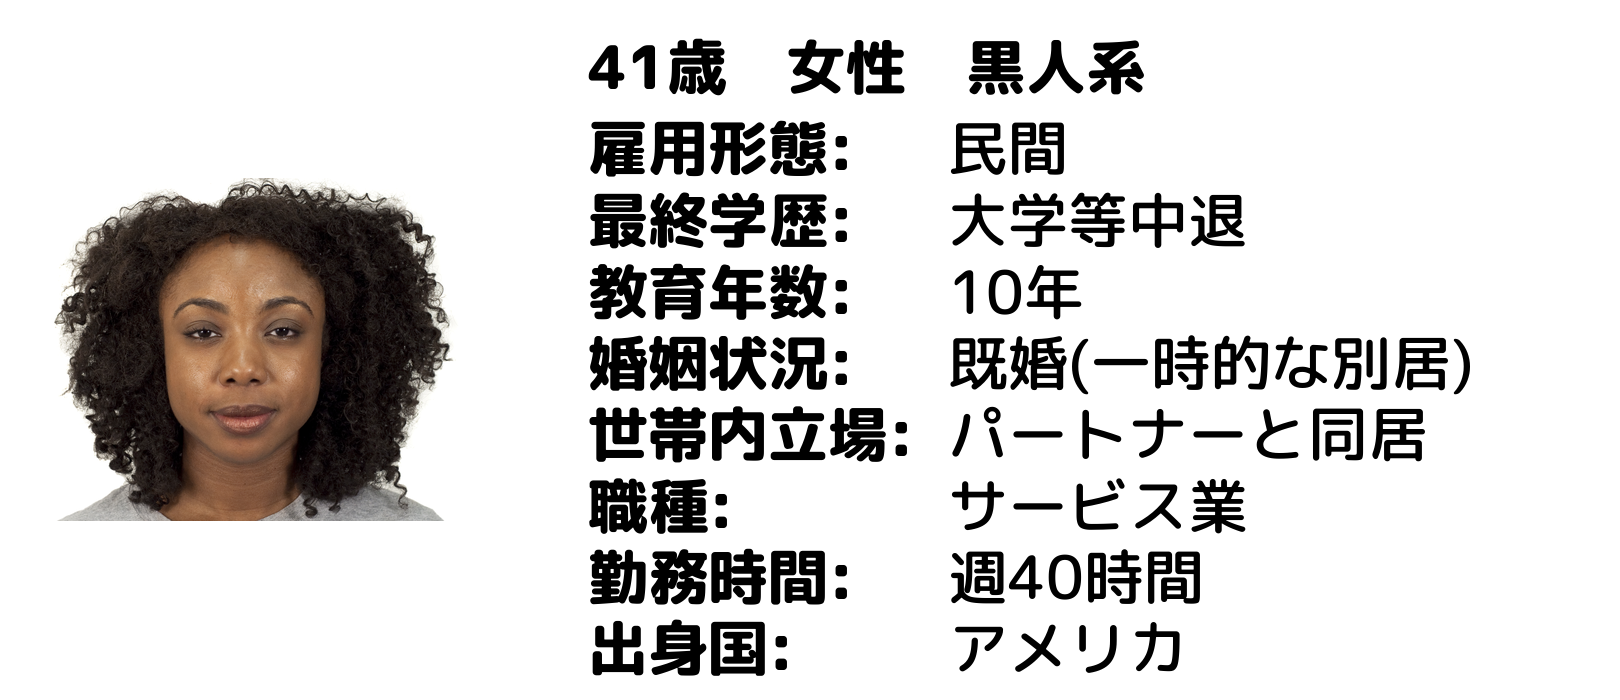 41歳　女性　黒人系
雇用形態:　民間
最終学歴:　大学等中退
教育年数:　10年
婚姻状況:　既婚(一時的な別居)
世帯内立場:　パートナーと同居
職種:　サービス業
勤務時間:　週40時間
出身国:　アメリカ